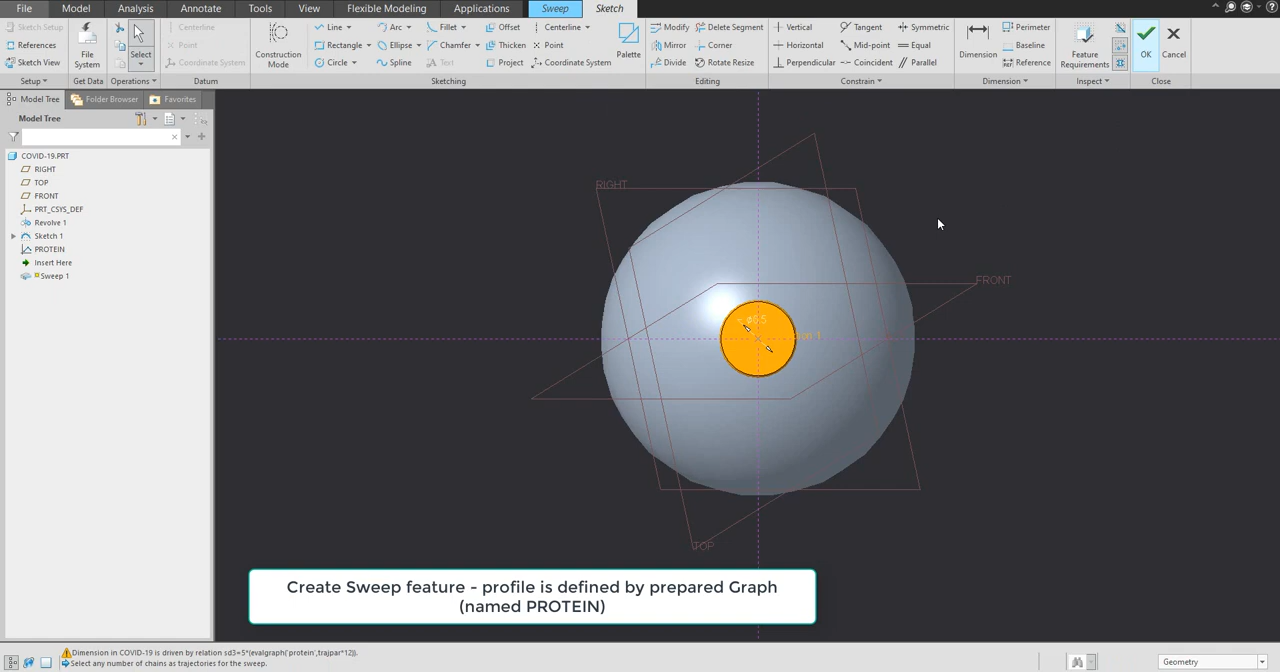 File Model Analysis Annotate Tools View Flexible Modeling Applications Sweep Sketch
Sketch Setup
References
Sketch View
Setup
File System
Get Data
Select
Operations
Centerline
Point
Coordinate System
Datum
Construction Mode
Line Arc Fillet Offset Centerline
Rectangle Ellipse Chamfer Thicken Point
Circle Spline Text Project Coordinate System
Palette
Sketching
Modify Delete Segment
Mirror Corner
Divide Rotate Resize
Editing
Vertical Tangent Symmetric
Horizontal Mid-point Equal
Perpendicular Coincident Parallel
Constrain
Dimension
Perimeter
Baseline
Reference
Dimension
Feature Requirements
Inspect
OK
Cancel
Close
Model Tree Folder Browser Favorites
Model Tree
COVID-19.PRT
RIGHT
TOP
FRONT
PRT_CSYS_DEF
Revolve 1
Sketch 1
PROTEIN
Insert Here
Sweep 1
RIGHT
FRONT
TOP
Create Sweep feature - profile is defined by prepared Graph
(named PROTEIN)
Dimension in COVID-19 is driven by relation sd3=5*(evalgraph('protein',trajpar*12)).
Select any number of chains as trajectories for the sweep.
Geometry